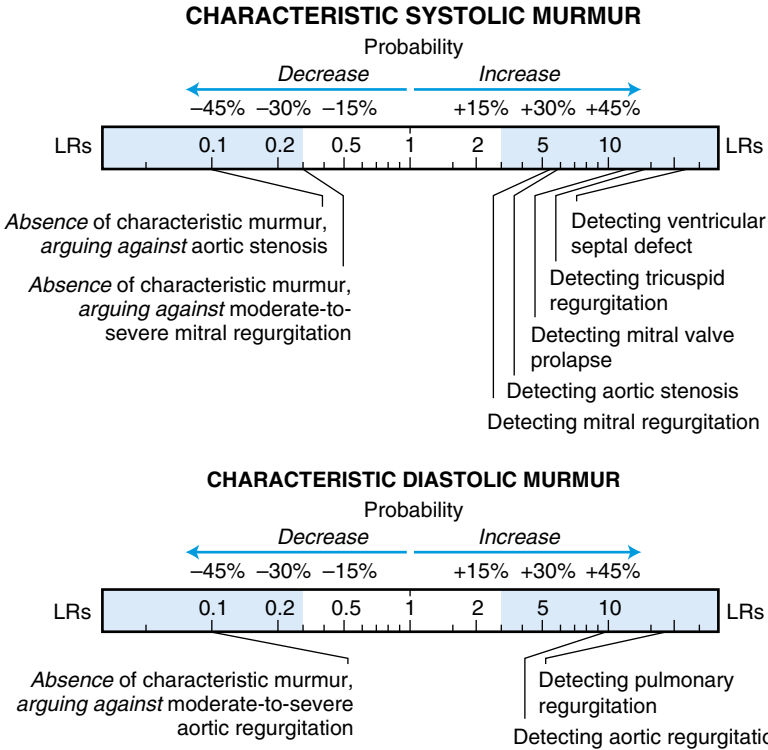 CHARACTERISTIC SYSTOLIC MURMUR
Probability
Decrease Increase
–45% –30% –15% +15% +30% +45%
LRs 0.1 0.2 0.5 1 2 5 10 LRs
Absence of characteristic murmur,
arguing against aortic stenosis
Absence of characteristic murmur,
arguing against moderate-to-
severe mitral regurgitation
Detecting ventricular
septal defect
Detecting tricuspid
regurgitation
Detecting mitral valve
prolapse
Detecting aortic stenosis
Detecting mitral regurgitation
CHARACTERISTIC DIASTOLIC MURMUR
Probability
Decrease Increase
–45% –30% –15% +15% +30% +45%
LRs 0.1 0.2 0.5 1 2 5 10 LRs
Absence of characteristic murmur,
arguing against moderate-to-severe
aortic regurgitation
Detecting pulmonary
regurgitation
Detecting aortic regurgitatio